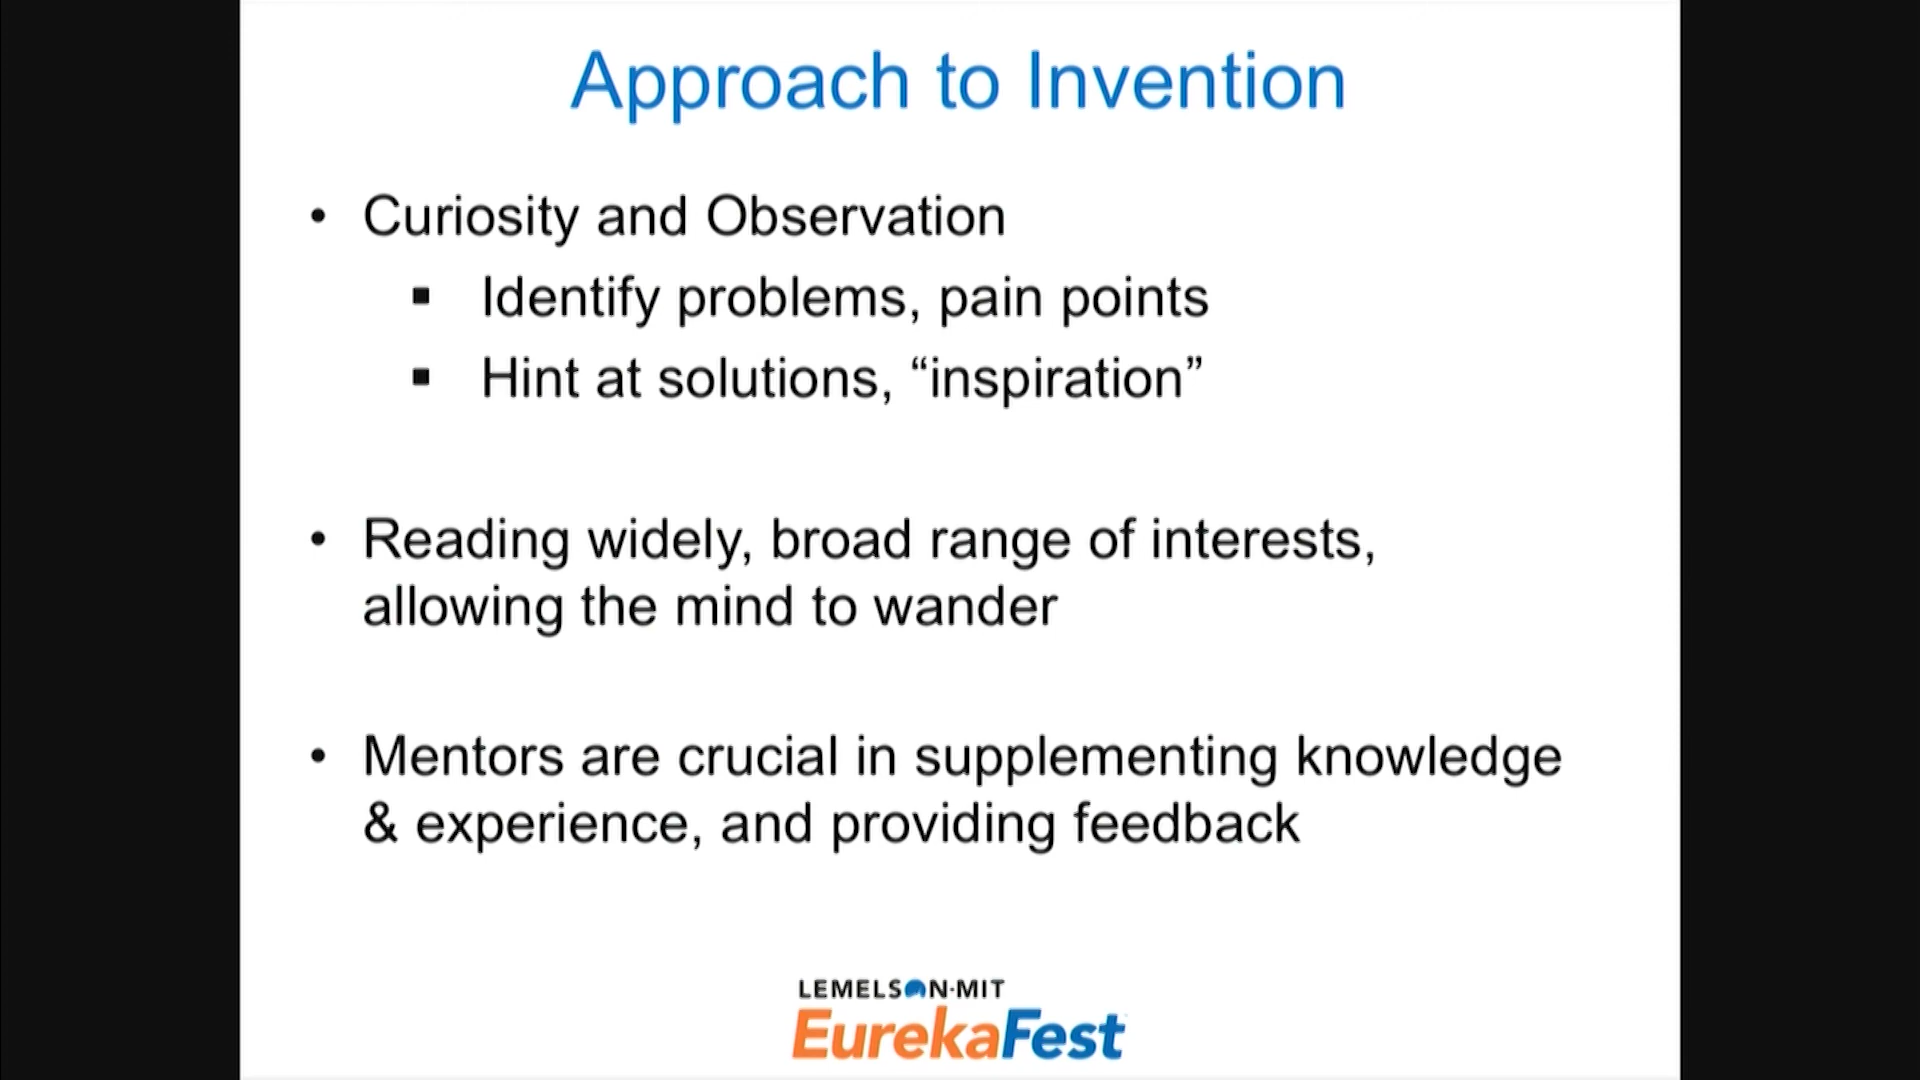 Approach to Invention
• Curiosity and Observation
▪ Identify problems, pain points
▪ Hint at solutions, “inspiration”
• Reading widely, broad range of interests,
allowing the mind to wander
• Mentors are crucial in supplementing knowledge
& experience, and providing feedback
LEMELSON·MIT
EurekaFest